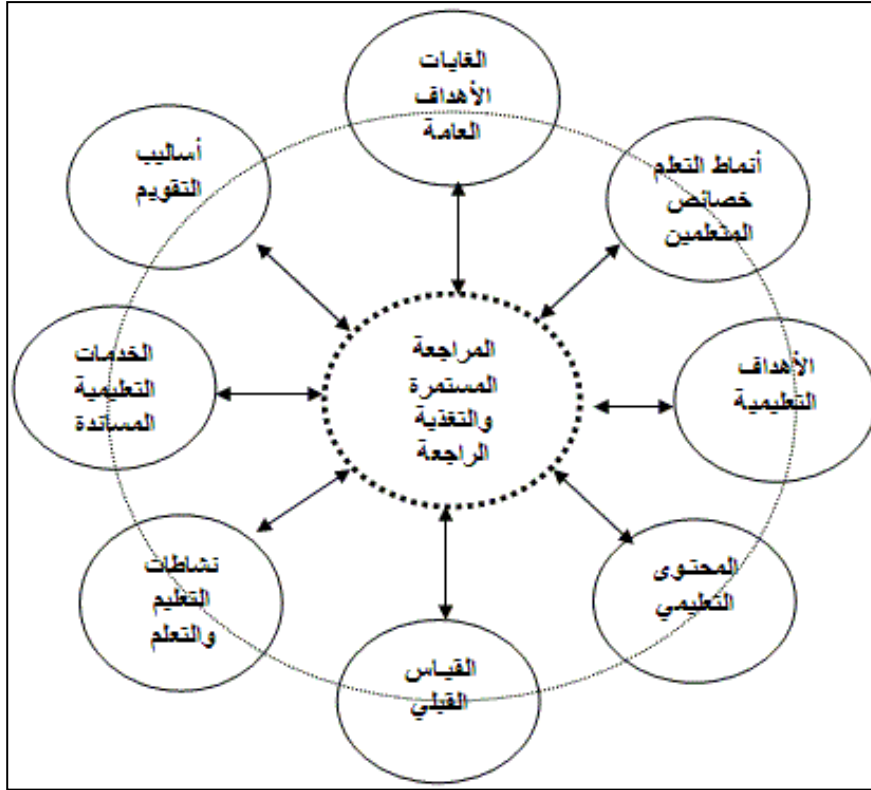 الغايات
الأهداف
العامة
أنماط التعلم
خصائص
المتعلمين
الأهداف
التعليمية
المحتوى
التعليمي
القياس
القبلي
نشاطات
التعليم
والتعلم
الخدمات
التعليمية
المساندة
أساليب
التقويم
المراجعة
المستمرة
والتغذية
الراجعة